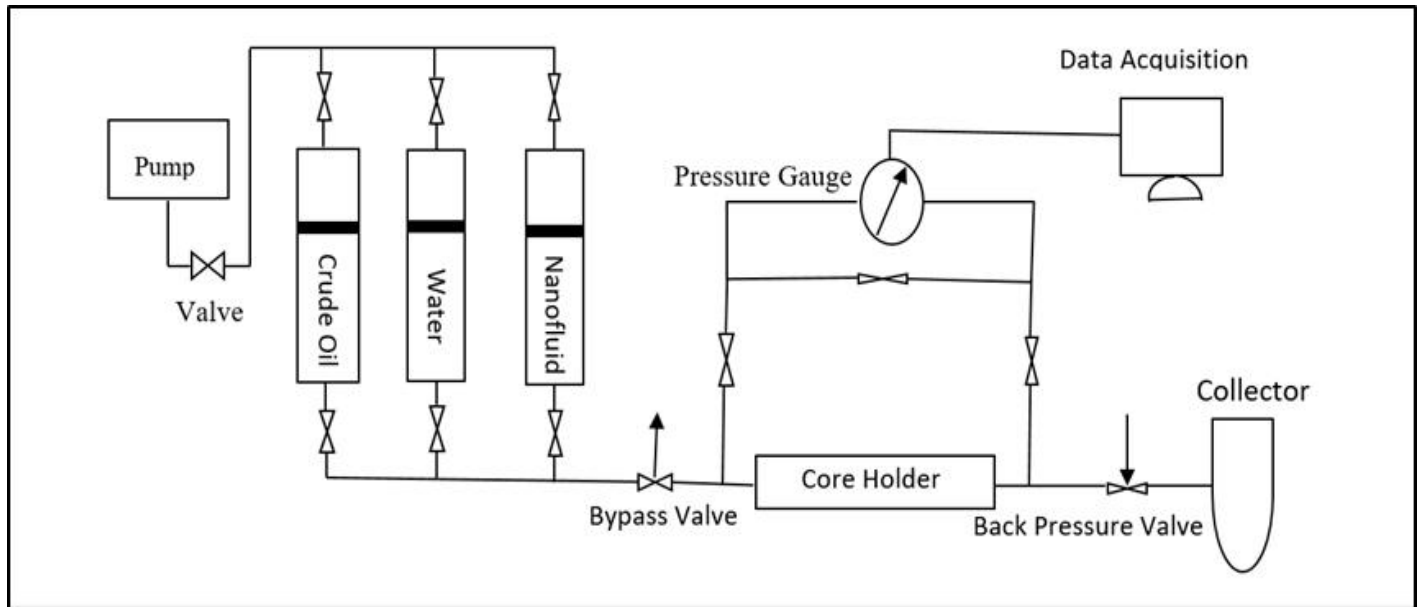 Data Acquisition
Pump
Pressure Gauge
Valve
Crude Oil
Water
Nanofluid
Collector
Core Holder
Bypass Valve
Back Pressure Valve